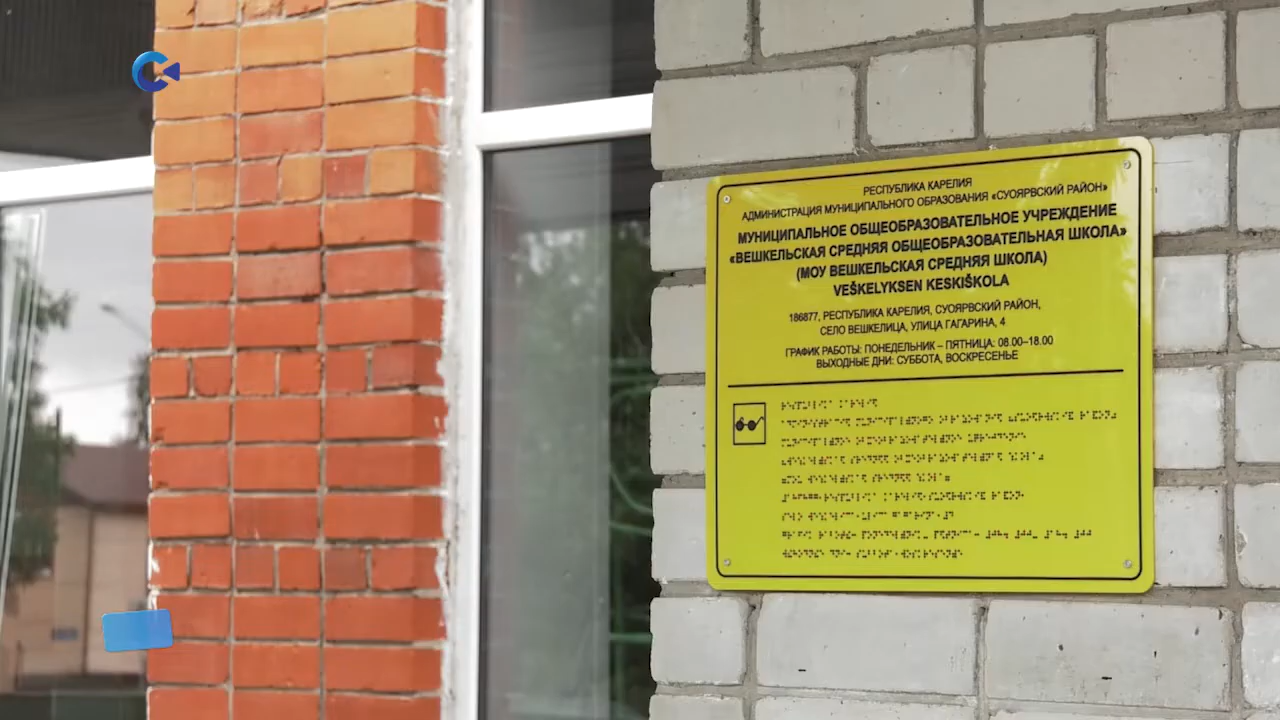 РЕСПУБЛИКА КАРЕЛИЯ
АДМИНИСТРАЦИЯ МУНИЦИПАЛЬНОГО ОБРАЗОВАНИЯ «СУОЯРВСКИЙ РАЙОН»
МУНИЦИПАЛЬНОЕ ОБЩЕОБРАЗОВАТЕЛЬНОЕ УЧРЕЖДЕНИЕ
«ВЕШКЕЛЬСКАЯ СРЕДНЯЯ ОБЩЕОБРАЗОВАТЕЛЬНАЯ ШКОЛА»
(МОУ ВЕШКЕЛЬСКАЯ СРЕДНЯЯ ШКОЛА)
VEŠKELYKSEN KESKIŠKOLA
186877, РЕСПУБЛИКА КАРЕЛИЯ, СУОЯРВСКИЙ РАЙОН,
СЕЛО ВЕШКЕЛИЦА, УЛИЦА ГАГАРИНА, 4
ГРАФИК РАБОТЫ: ПОНЕДЕЛЬНИК – ПЯТНИЦА: 08.00–18.00
ВЫХОДНЫЕ ДНИ: СУББОТА, ВОСКРЕСЕНЬЕ